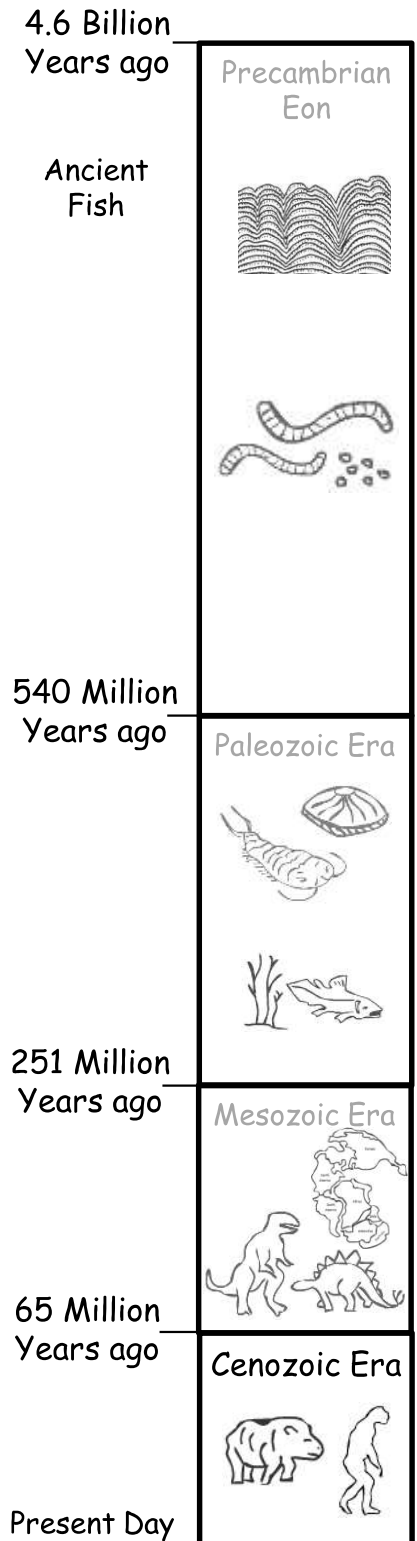 4.6 Billion
Years ago
Precambrian
Eon
Ancient
Fish
540 Million
Years ago
Paleozoic Era
251 Million
Years ago
Mesozoic Era
65 Million
Years ago
Cenozoic Era
Present Day